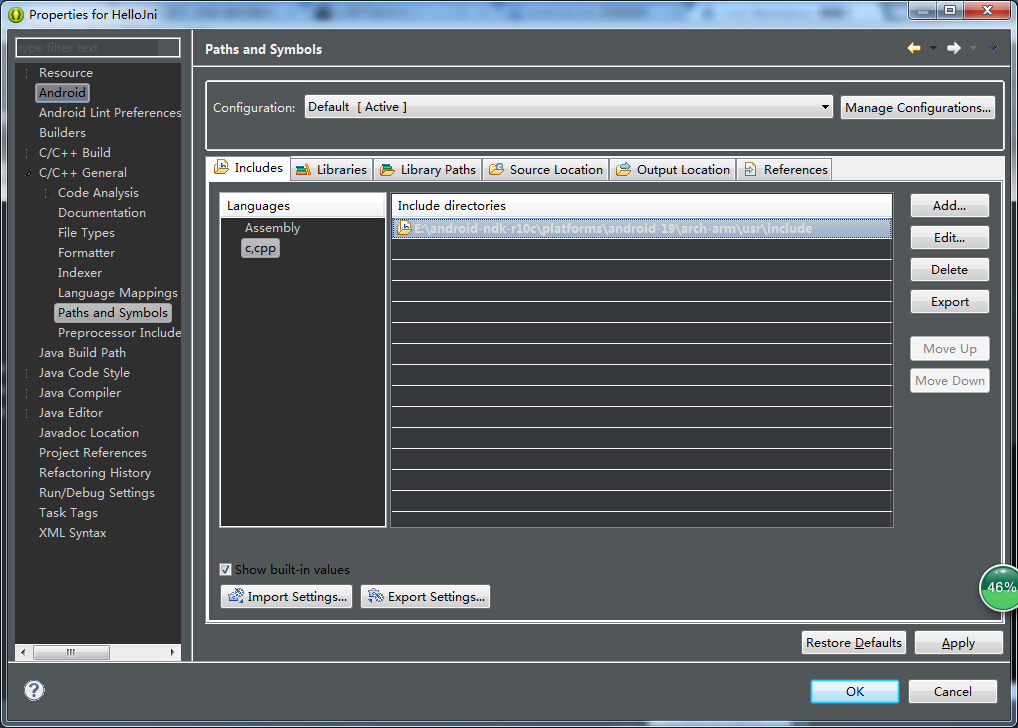 Properties for HelloJni
type filter text
Resource
Android
Android Lint Preferences
Builders
C/C++ Build
C/C++ General
Code Analysis
Documentation
File Types
Formatter
Indexer
Language Mappings
Paths and Symbols
Preprocessor Include
Java Build Path
Java Code Style
Java Compiler
Java Editor
Javadoc Location
Project References
Refactoring History
Run/Debug Settings
Task Tags
XML Syntax
Paths and Symbols
Configuration: Default [ Active ] Manage Configurations...
Includes Libraries Library Paths Source Location Output Location References
Languages
Assembly
c,cpp
Include directories
E:\android-ndk-r10c\platforms\android-19\arch-arm\usr\include
Add...
Edit...
Delete
Export
Move Up
Move Down
Show built-in values
Import Settings... Export Settings...
46%
Restore Defaults Apply
OK Cancel